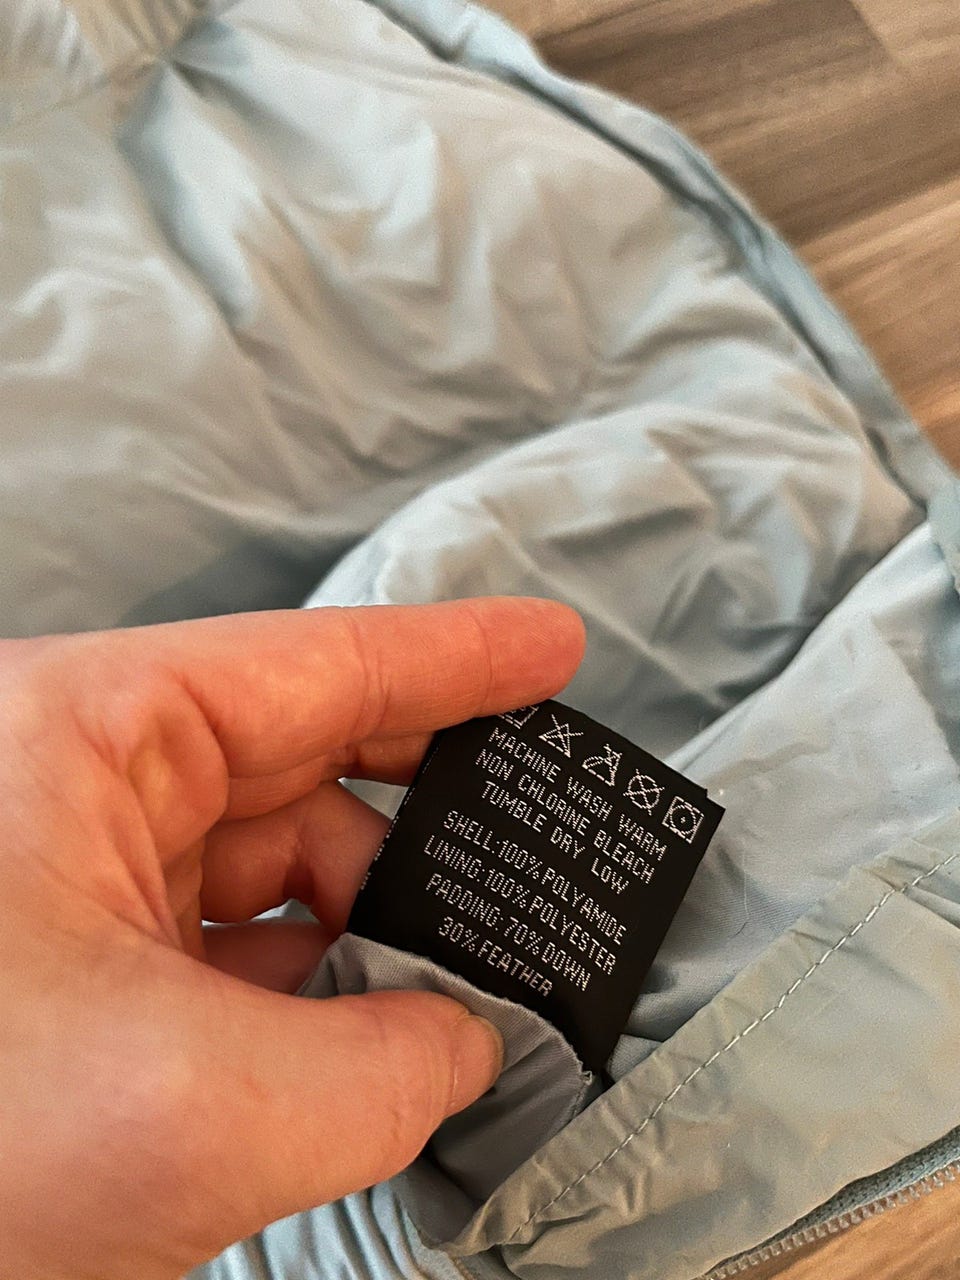 MACHINE WASH WARM
NON CHLORINE BLEACH
TUMBLE DRY LOW
SHELL:100% POLYAMIDE
LINING:100% POLYESTER
PADDING:70% DOWN
30% FEATHER